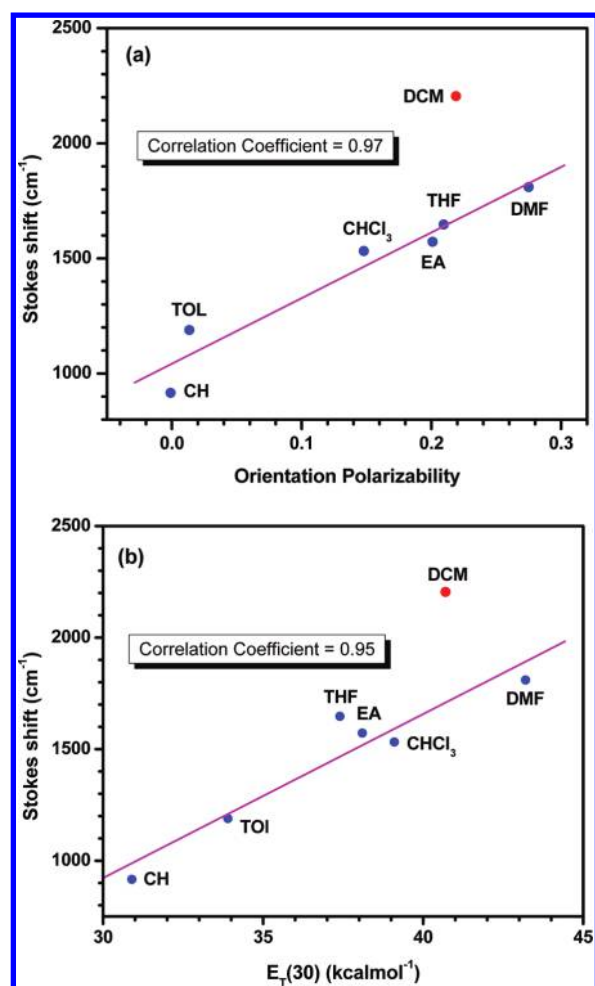 2500
(a)
DCM
2000
Correlation Coefficient = 0.97
THF
DMF
CHCl₃
1500
EA
TOL
1000
CH
Stokes shift (cm⁻¹)
0.0 0.1 0.2 0.3
Orientation Polarizability
2500
(b)
DCM
2000
Correlation Coefficient = 0.95
THF
EA
DMF
CHCl₃
1500
TOI
1000
CH
Stokes shift (cm⁻¹)
30 35 40 45
E_T(30) (kcalmol⁻¹)